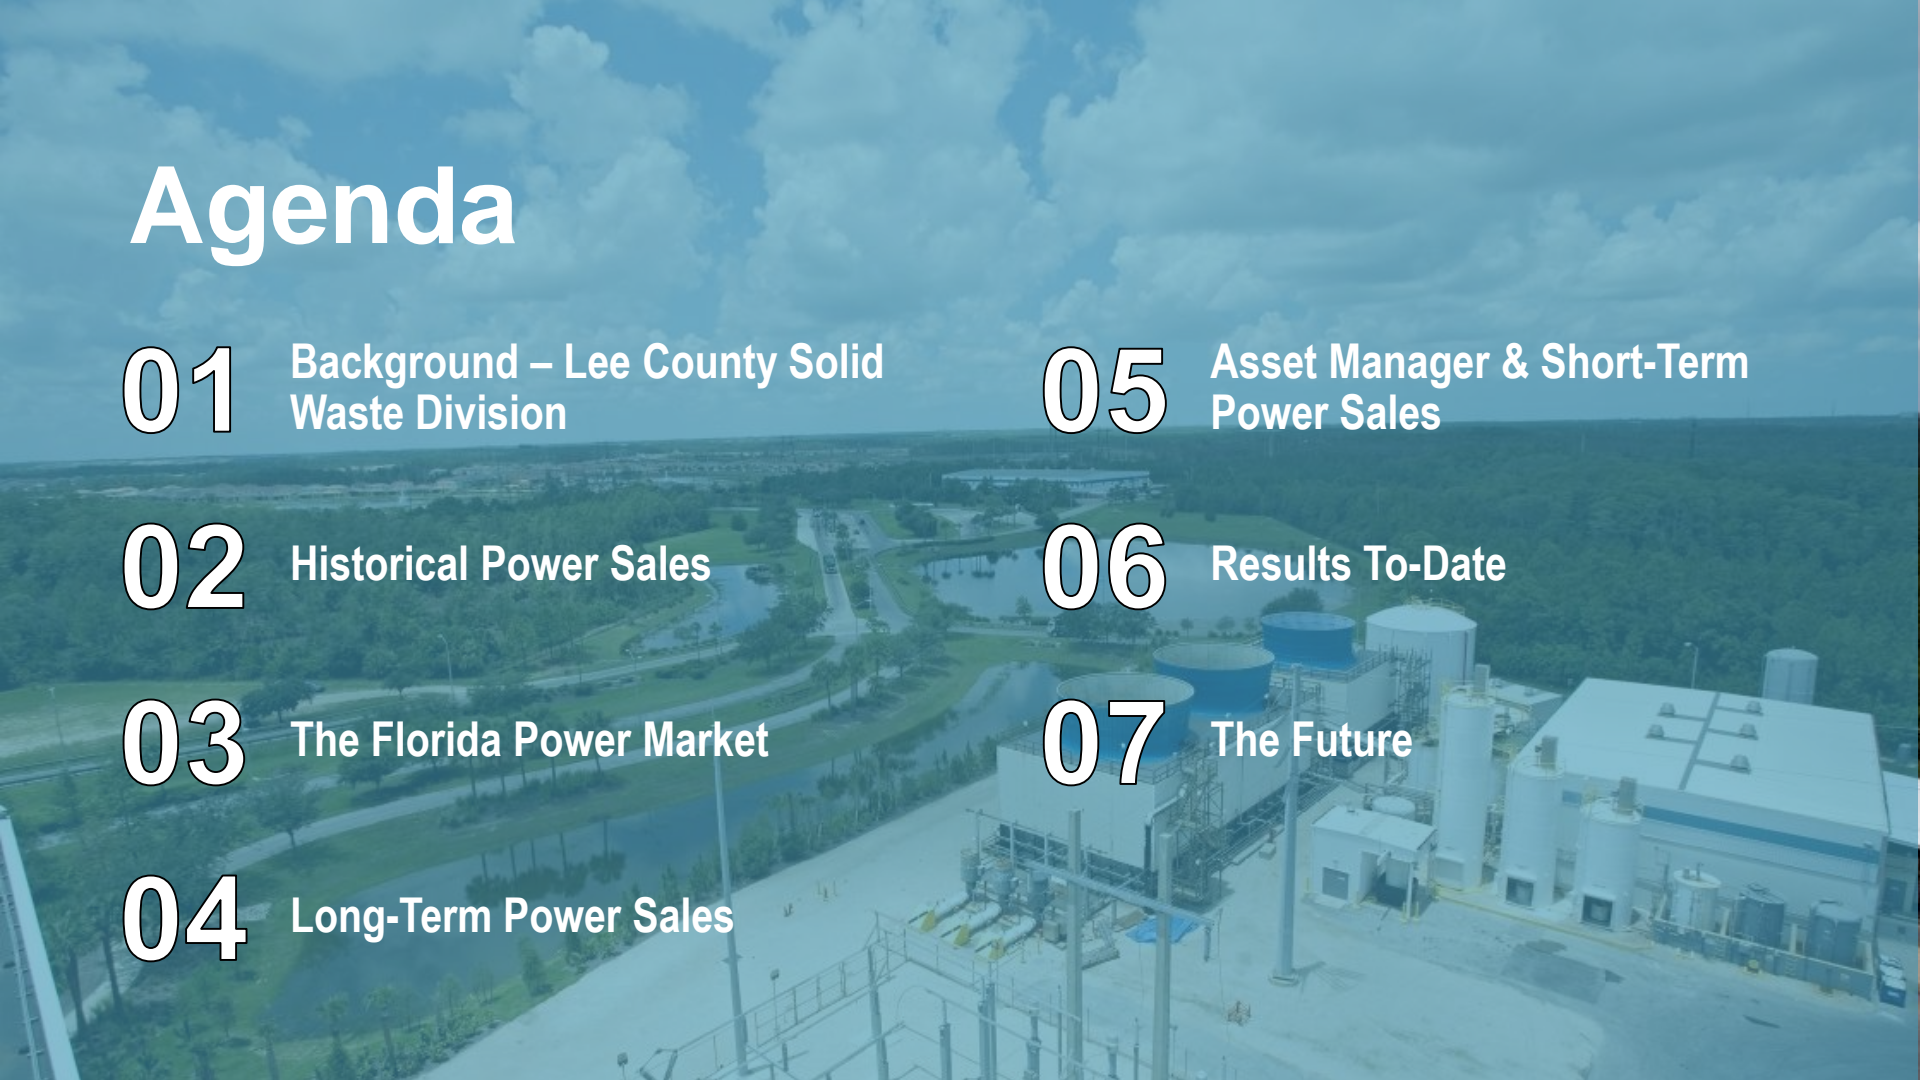 Agenda
01
Background – Lee County Solid
Waste Division
02
Historical Power Sales
03
The Florida Power Market
04
Long-Term Power Sales
05
Asset Manager & Short-Term
Power Sales
06
Results To-Date
07
The Future